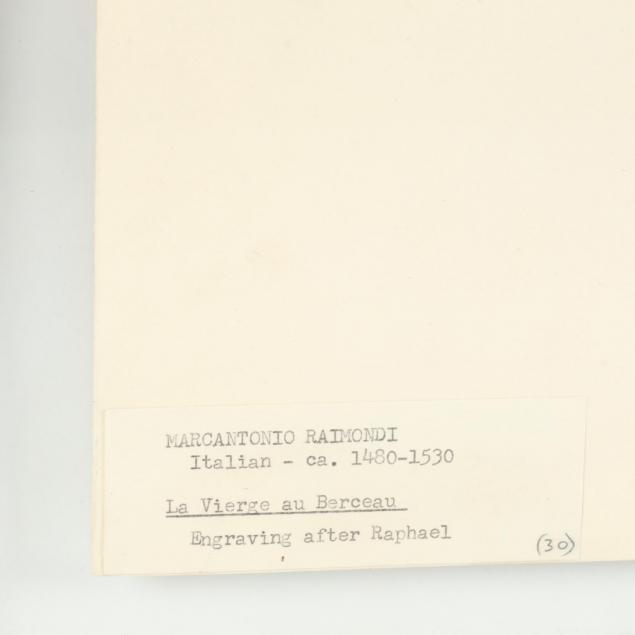 MARCANTONIO RAIMONDI
Italian - ca. 1480-1530
La Vierge au Berceau
Engraving after Raphael
(30)